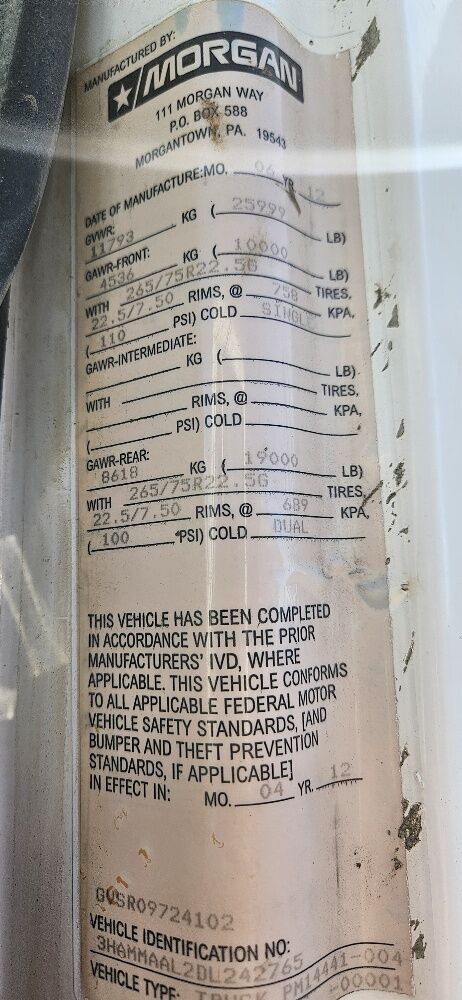 MANUFACTURED BY:
MORGAN
111 MORGAN WAY
P.O. BOX 588
MORGANTOWN, PA. 19543
DATE OF MANUFACTURE: MO. 06 YR. 12
GVWR:
11793 KG ( 25999 LB)
GAWR-FRONT:
4536 KG ( 10000 LB)
WITH 265/75R22.5G TIRES,
22.5/7.50 RIMS, @ 758 KPA,
( 110 PSI) COLD SINGLE
GAWR-INTERMEDIATE:
KG ( LB)
WITH TIRES,
RIMS, @ KPA,
( PSI) COLD
GAWR-REAR:
8618 KG ( 19000 LB)
WITH 265/75R22.5G TIRES,
22.5/7.50 RIMS, @ 689 KPA,
( 100 PSI) COLD DUAL
THIS VEHICLE HAS BEEN COMPLETED
IN ACCORDANCE WITH THE PRIOR
MANUFACTURERS' IVD, WHERE
APPLICABLE. THIS VEHICLE CONFORMS
TO ALL APPLICABLE FEDERAL MOTOR
VEHICLE SAFETY STANDARDS, [AND
BUMPER AND THEFT PREVENTION
STANDARDS, IF APPLICABLE]
IN EFFECT IN: MO. 04 YR. 12
GVSR09724102
VEHICLE IDENTIFICATION NO:
3HAMMAAL2DL242765 PM14441-004
VEHICLE TYPE: TRUCK -00001